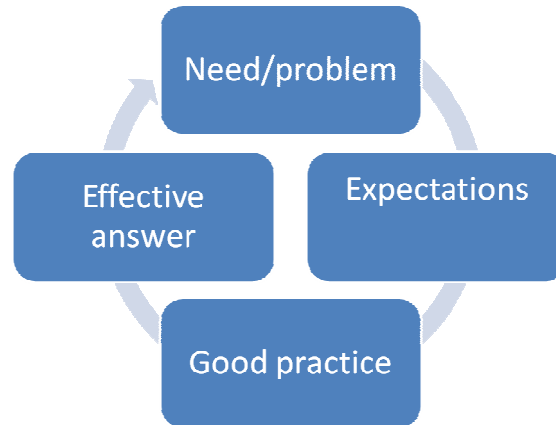 Need/problem
Expectations
Good practice
Effective
answer